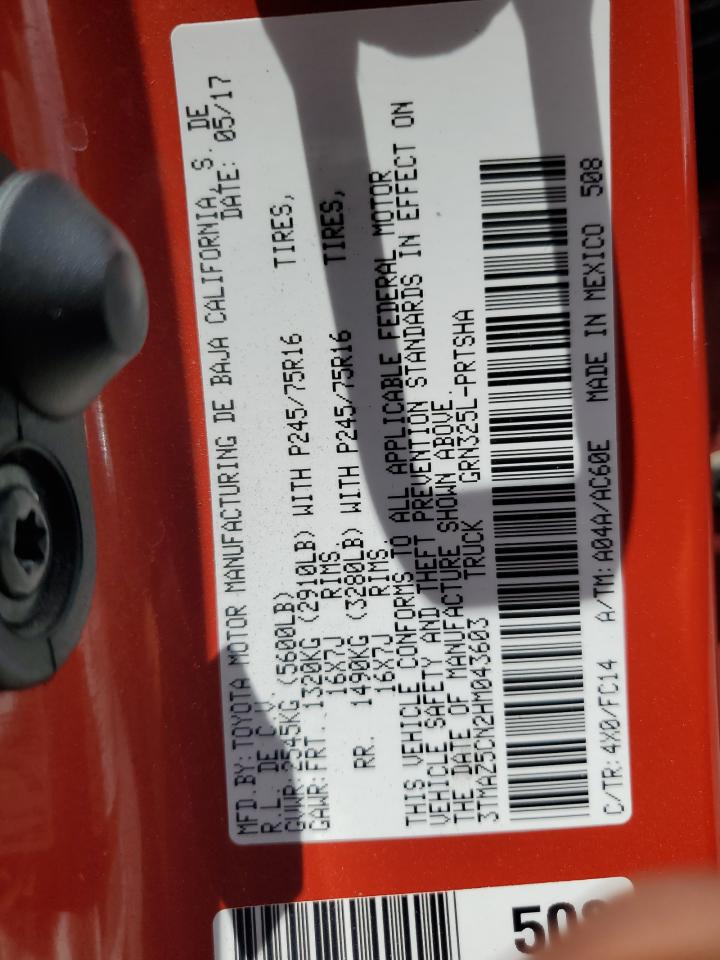 MFD.BY:TOYOTA MOTOR MANUFACTURING DE BAJA CALIFORNIA, S. DE
R.L. DE C.V. DATE: 05/17
GVWR:2545KG (5600LB)
GAWR:FRT. 1320KG (2910LB) WITH P245/75R16 TIRES,
16X7J RIMS.
RR. 1490KG (3280LB) WITH P245/75R16 TIRES,
16X7J RIMS.
THIS VEHICLE CONFORMS TO ALL APPLICABLE FEDERAL MOTOR
VEHICLE SAFETY AND THEFT PREVENTION STANDARDS IN EFFECT ON
THE DATE OF MANUFACTURE SHOWN ABOVE.
3TMAZ5CN2HM043603 TRUCK GRN325L-PRTSHA
C/TR:4X0/FC14 A/TM:A04A/AC60E MADE IN MEXICO 508
508